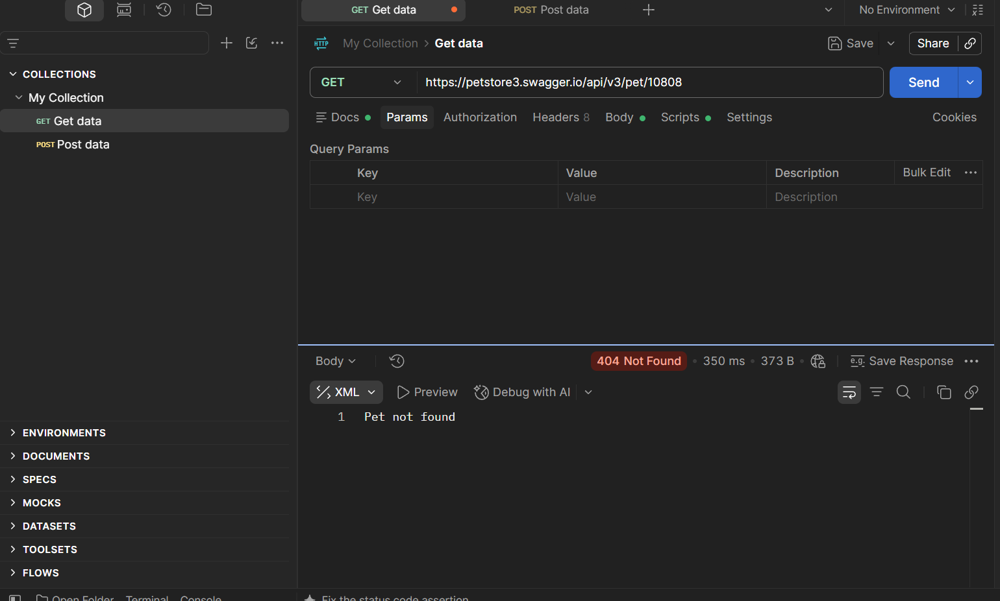 GET Get data
POST Post data
No Environment
HTTP My Collection > Get data
Save
Share
COLLECTIONS
My Collection
GET Get data
POST Post data
GET https://petstore3.swagger.io/api/v3/pet/10808
Send
Docs Params Authorization Headers 8 Body Scripts Settings Cookies
Query Params
Key Value Description Bulk Edit
Key Value Description
Body 404 Not Found 350 ms 373 B e.g. Save Response
XML Preview Debug with AI
1 Pet not found
ENVIRONMENTS
DOCUMENTS
SPECS
MOCKS
DATASETS
TOOLSETS
FLOWS
Open Folder Terminal Console Fix the status code assertion